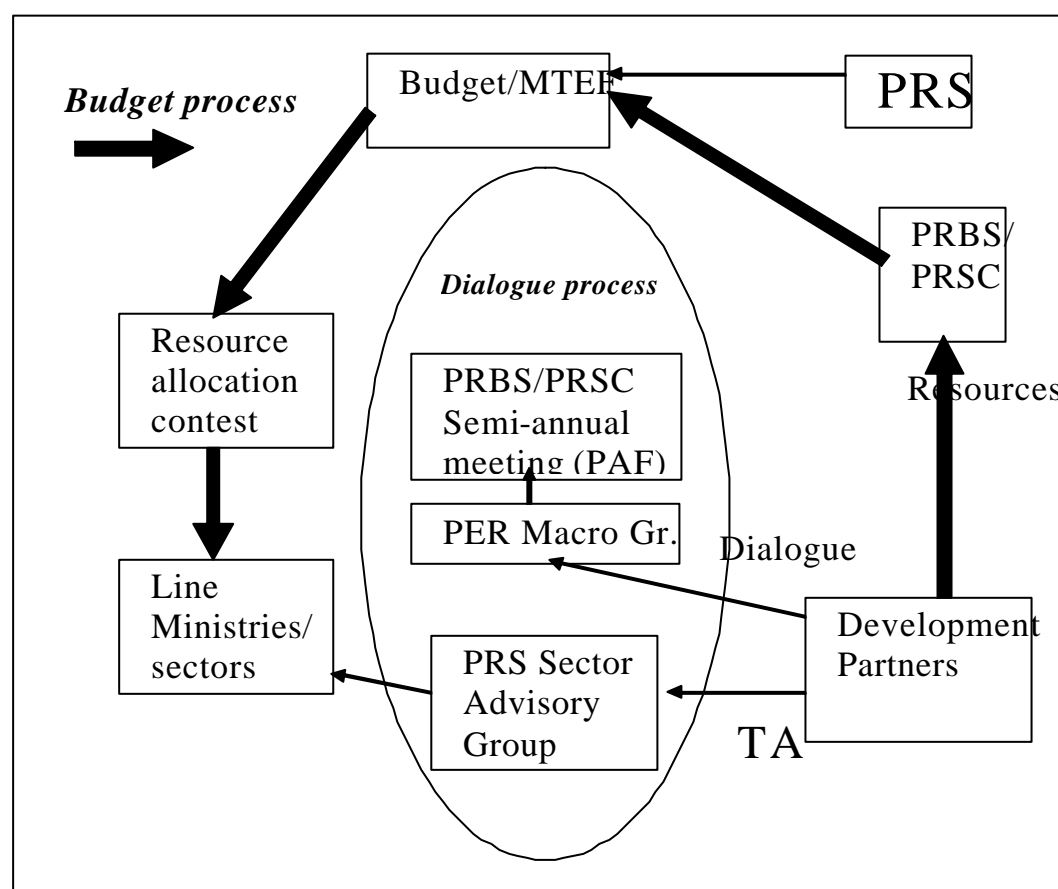 Budget process
Budget/MTEF
PRS
PRBS/
PRSC
Dialogue process
Resource
allocation
contest
PRBS/PRSC
Semi-annual
meeting (PAF)
Resources
PER Macro Gr.
Dialogue
Line
Ministries/
sectors
PRS Sector
Advisory
Group
Development
Partners
TA